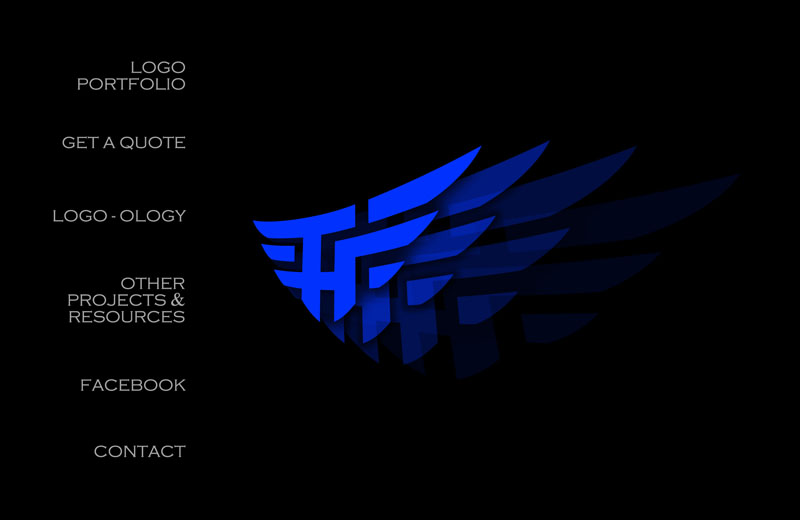 LOGO
PORTFOLIO
GET A QUOTE
LOGO - OLOGY
OTHER
PROJECTS &
RESOURCES
FACEBOOK
CONTACT